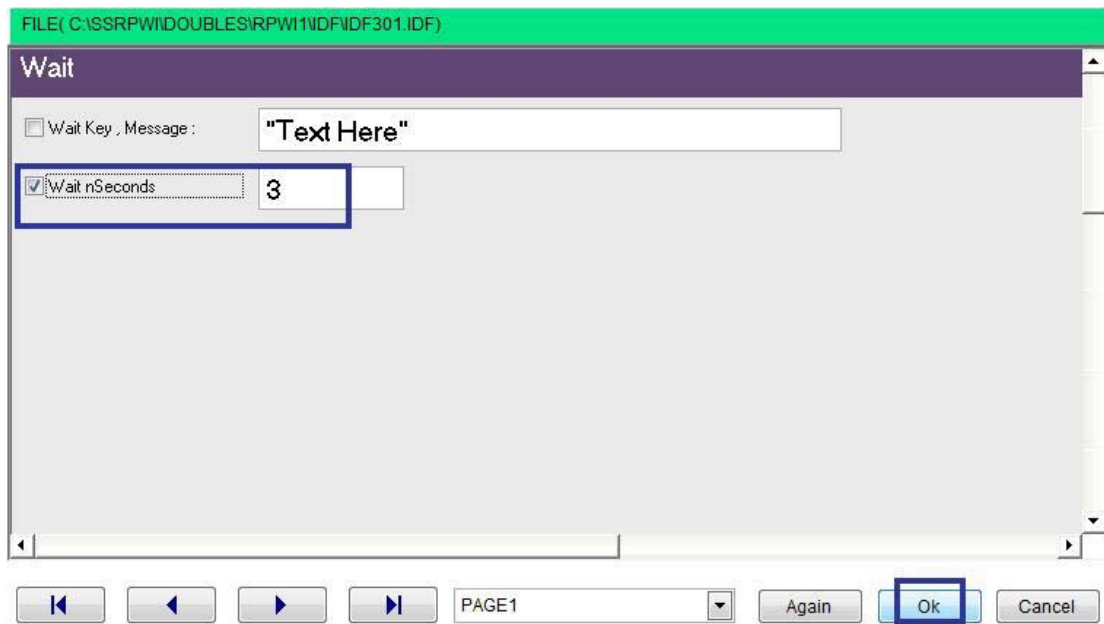 FILE( C:\SSRPWI\DOUBLES\RPWI1\IDF\IDF301.IDF)
Wait
Wait Key , Message :
"Text Here"
Wait nSeconds
3
PAGE1
Again
Ok
Cancel